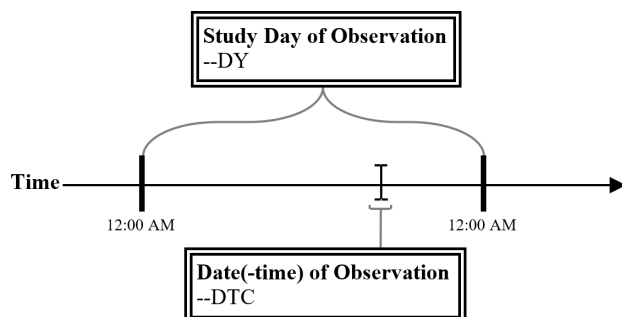 Study Day of Observation
--DY
Time
12:00 AM
12:00 AM
Date(-time) of Observation
--DTC